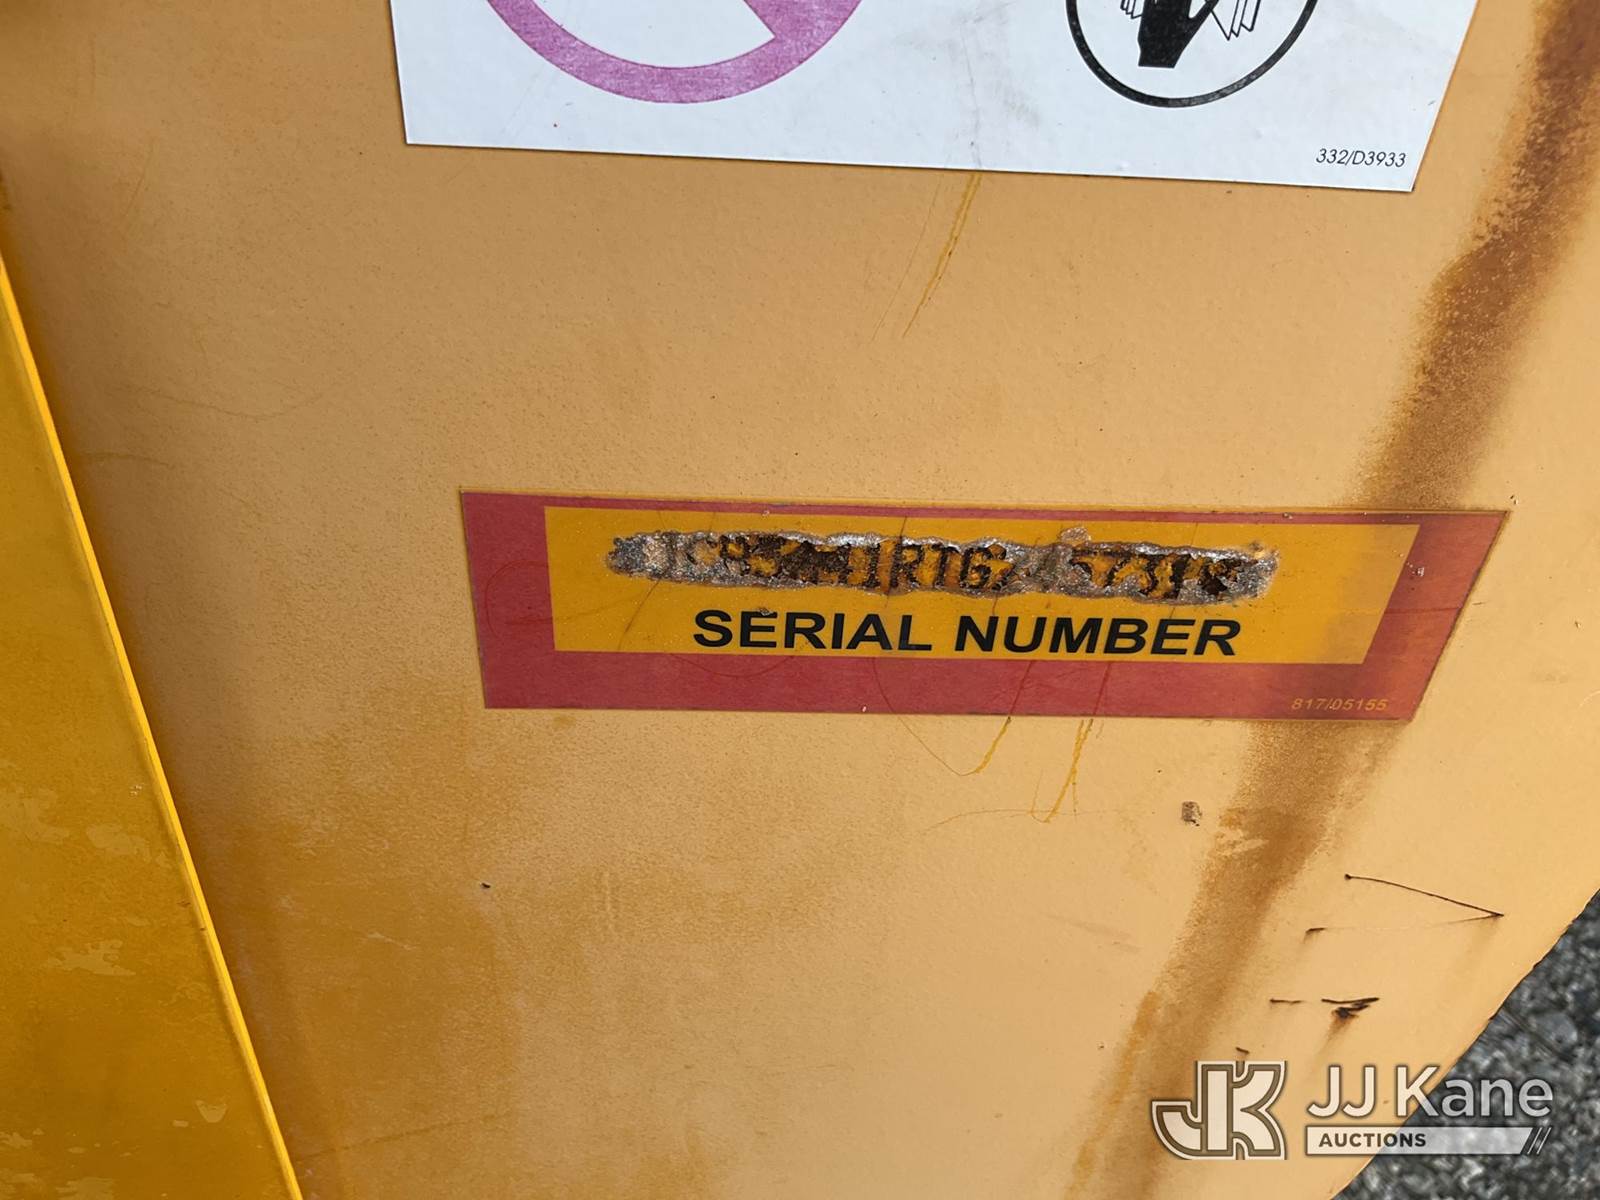 332/D3933
SERIAL NUMBER
817/05155
JJ Kane
AUCTIONS